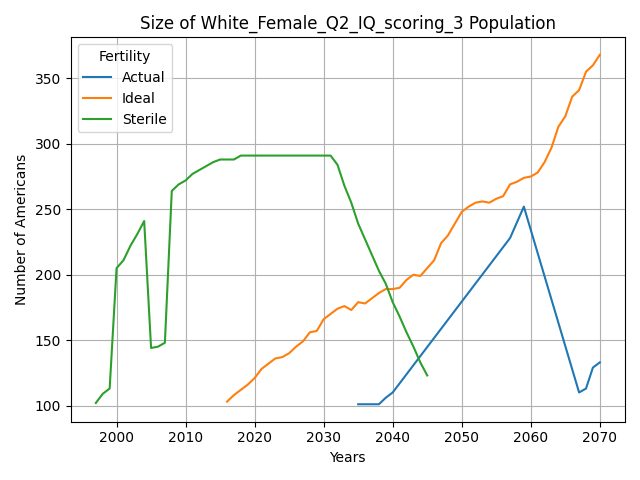 Size of White_Female_Q2_IQ_scoring_3 Population
Fertility
Actual
Ideal
Sterile
Number of Americans
350
300
250
200
150
100
2000 2010 2020 2030 2040 2050 2060 2070
Years